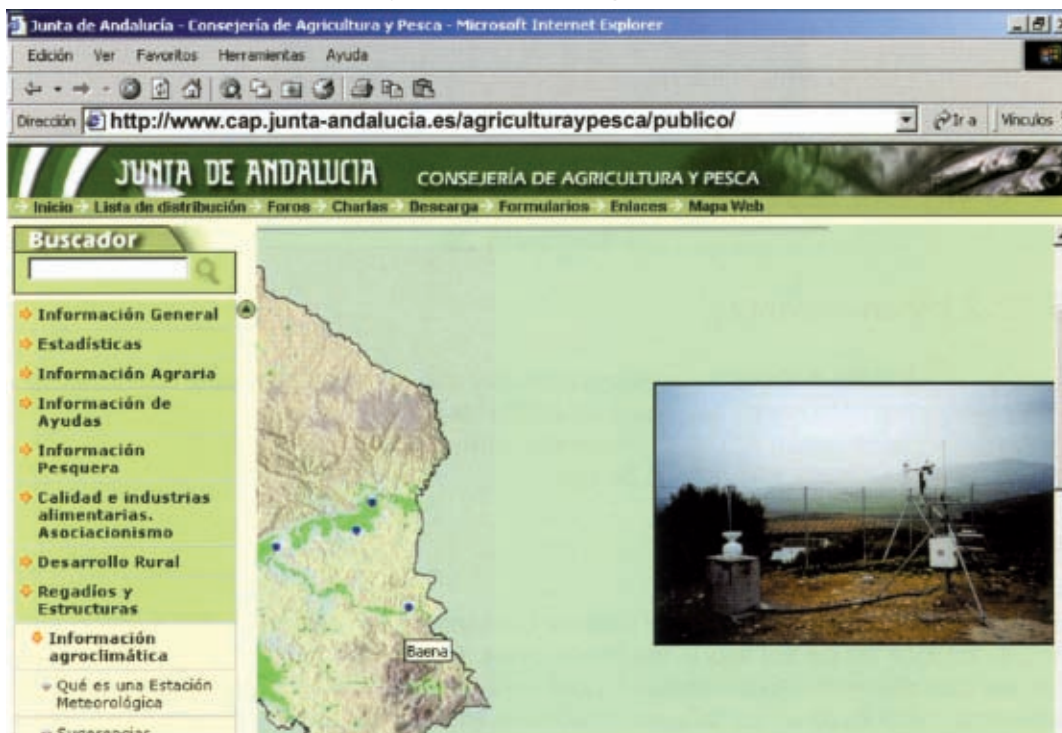 Junta de Andalucía - Consejería de Agricultura y Pesca - Microsoft Internet Explorer
Edición Ver Favoritos Herramientas Ayuda
Dirección http://www.cap.junta-andalucia.es/agriculturaypesca/publico/ Ir a Vínculos
JUNTA DE ANDALUCIA CONSEJERÍA DE AGRICULTURA Y PESCA
Inicio Lista de distribución Foros Charlas Descarga Formularios Enlaces Mapa Web
Buscador
Información General
Estadísticas
Información Agraria
Información de
Ayudas
Información
Pesquera
Calidad e industrias
alimentarias.
Asociacionismo
Desarrollo Rural
Regadíos y
Estructuras
Información
agroclimática
Qué es una Estación
Meteorológica
Baena